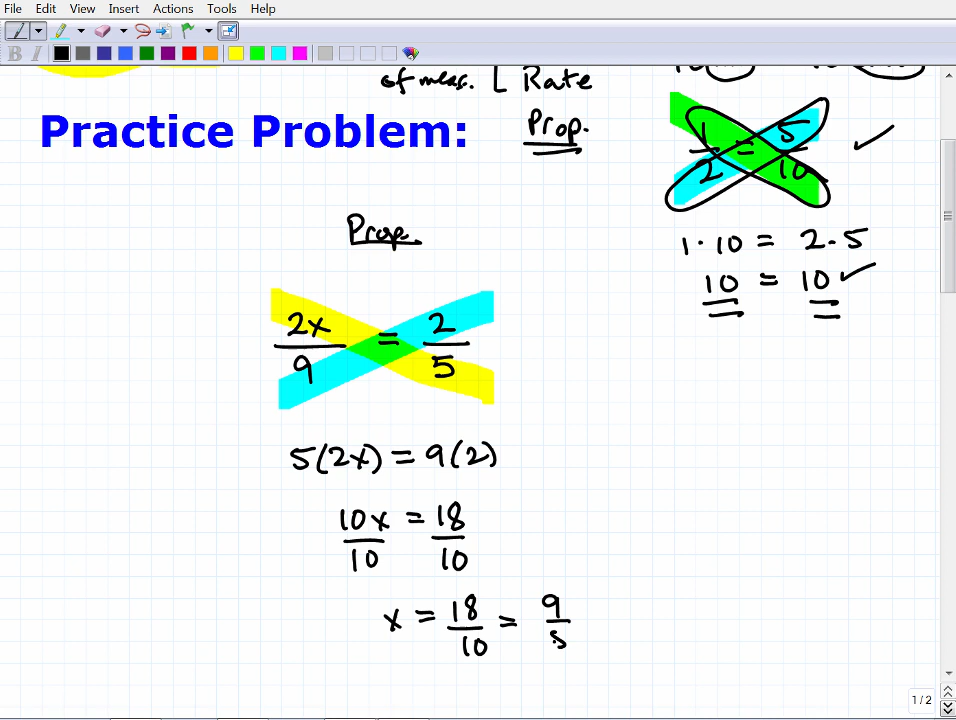 File Edit View Insert Actions Tools Help
B I
of meas. Rate
Practice Problem:
Prop.
1/2 = 5/10
1 · 10 = 2 · 5
10 = 10 ✓
Prop.
2x/9 = 2/5
5(2x) = 9(2)
10x/10 = 18/10
x = 18/10 = 9/5
1 / 2